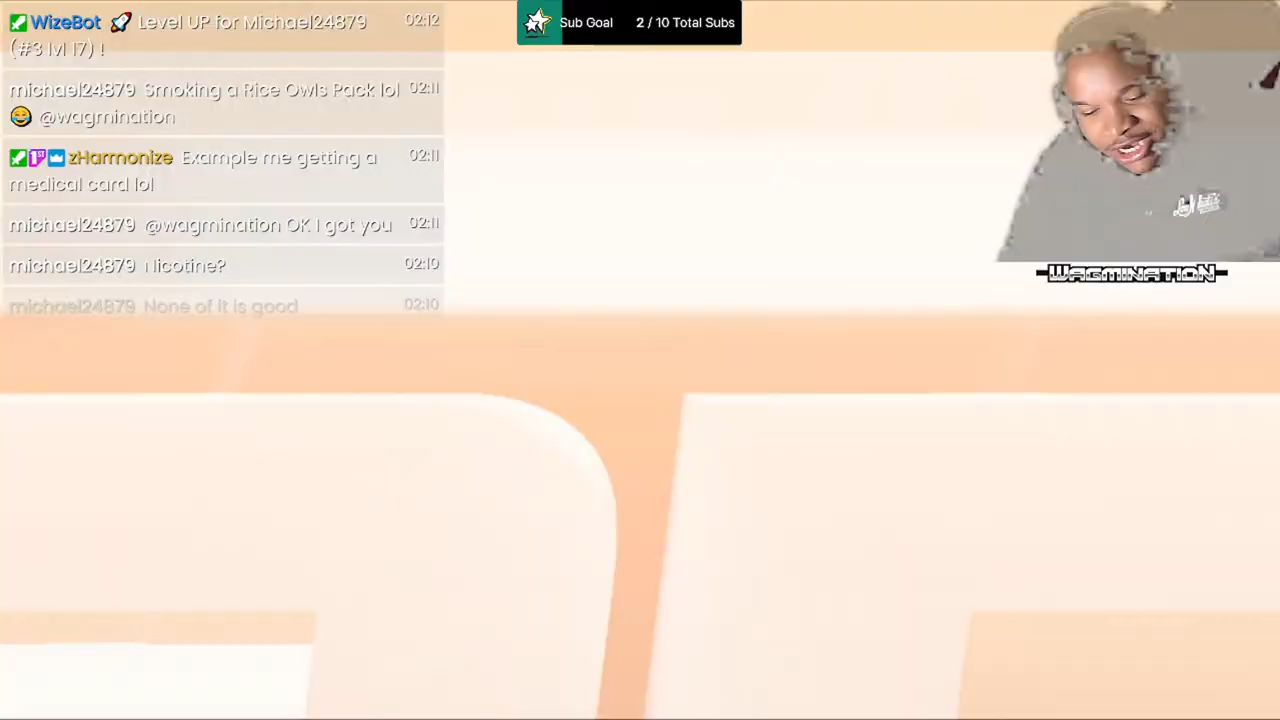 WizeBot 🚀 Level UP for Michael24879 02:12
(#3 lvl 17) !
michael24879 Smoking a Rice Owls Pack lol 02:11
😂 @wagmination
zHarmonize Example me getting a 02:11
medical card lol
michael24879 @wagmination OK I got you 02:11
michael24879 Nicotine? 02:10
michael24879 None of it is good 02:10
Sub Goal 2 / 10 Total Subs
WAGMINATION